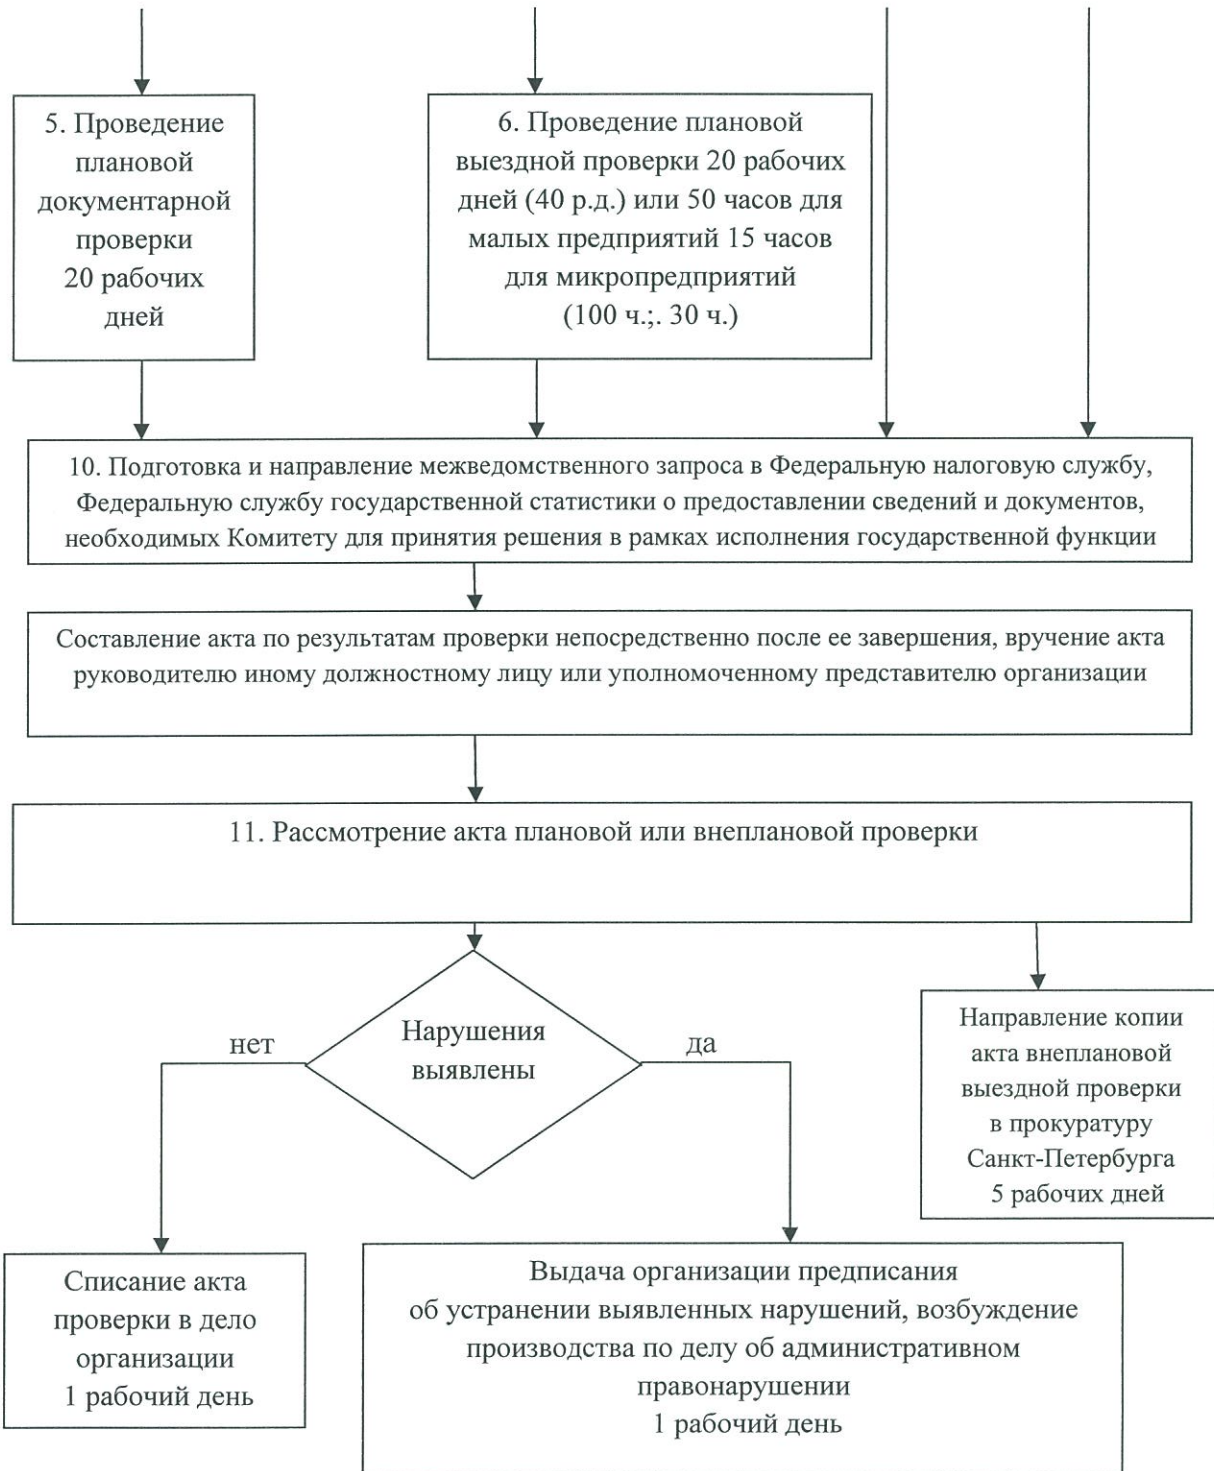 5. Проведение
плановой
документарной
проверки
20 рабочих
дней
6. Проведение плановой
выездной проверки 20 рабочих
дней (40 р.д.) или 50 часов для
малых предприятий 15 часов
для микропредприятий
(100 ч.;. 30 ч.)
10. Подготовка и направление межведомственного запроса в Федеральную налоговую службу,
Федеральную службу государственной статистики о предоставлении сведений и документов,
необходимых Комитету для принятия решения в рамках исполнения государственной функции
Составление акта по результатам проверки непосредственно после ее завершения, вручение акта
руководителю иному должностному лицу или уполномоченному представителю организации
11. Рассмотрение акта плановой или внеплановой проверки
нет
Нарушения
выявлены
да
Направление копии
акта внеплановой
выездной проверки
в прокуратуру
Санкт-Петербурга
5 рабочих дней
Списание акта
проверки в дело
организации
1 рабочий день
Выдача организации предписания
об устранении выявленных нарушений, возбуждение
производства по делу об административном
правонарушении
1 рабочий день